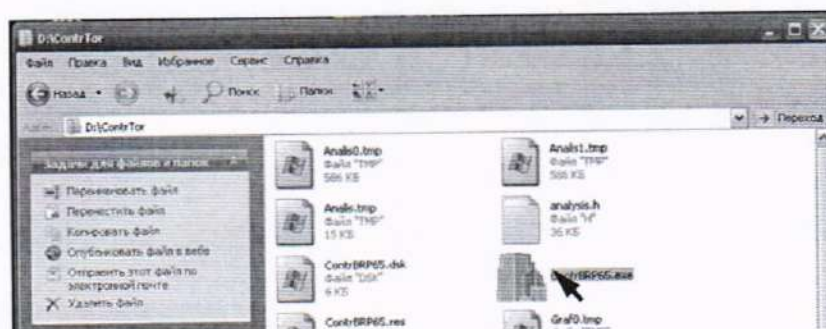 D:\ContrTor
Файл Правка Вид Избранное Сервис Справка
Назад Поиск Папки
D:\ContrTor Переход
Задачи для файлов и папок
Переименовать файл
Переместить файл
Копировать файл
Опубликовать файл в вебе
Отправить этот файл по электронной почте
Удалить файл
Analis0.tmp
Файл "TMP"
586 КБ
Analis1.tmp
Файл "TMP"
586 КБ
Analis.tmp
Файл "TMP"
15 КБ
analysis.h
Файл "H"
36 КБ
ContrBRP65.dsk
Файл "DSK"
6 КБ
ContrBRP65.exe
ContrBRP65.res
Graf0.tmp